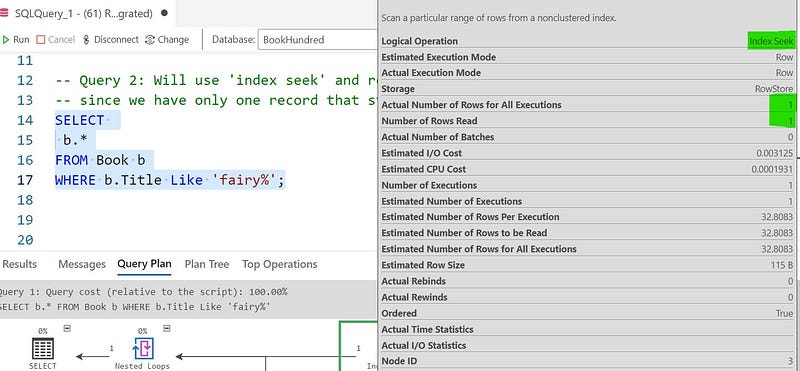 SQLQuery_1 - (61) R...grated)
Run Cancel Disconnect Change Database: BookHundred
11
12 -- Query 2: Will use 'index seek' and r
13 -- since we have only one record that s
14 SELECT
15 b.*
16 FROM Book b
17 WHERE b.Title Like 'fairy%';
18
19
20
Results Messages Query Plan Plan Tree Top Operations
Query 1: Query cost (relative to the script): 100.00%
SELECT b.* FROM Book b WHERE b.Title Like 'fairy%'
0% 0%
1 1 1
SELECT Nested Loops In
Scan a particular range of rows from a nonclustered index.
Logical Operation Index Seek
Estimated Execution Mode Row
Actual Execution Mode Row
Storage RowStore
Actual Number of Rows for All Executions 1
Number of Rows Read 1
Actual Number of Batches 0
Estimated I/O Cost 0.003125
Estimated CPU Cost 0.0001931
Number of Executions 1
Estimated Number of Executions 1
Estimated Number of Rows Per Execution 32.8083
Estimated Number of Rows to be Read 32.8083
Estimated Number of Rows for All Executions 32.8083
Estimated Row Size 115 B
Actual Rebinds 0
Actual Rewinds 0
Ordered True
Actual Time Statistics
Actual I/O Statistics
Node ID 3